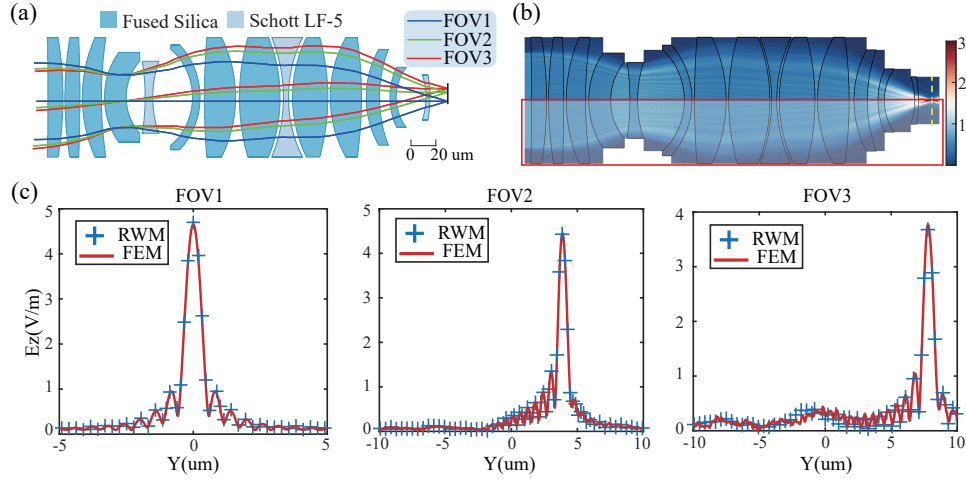 (a)
Fused Silica
Schott LF-5
FOV1
FOV2
FOV3
20 um
(b)
3
2
1
(c)
FOV1
RWM
FEM
Ez(V/m)
5
4
3
2
1
0
-5
0
5
Y(um)
FOV2
RWM
FEM
5
4
3
2
1
0
-10
-5
0
5
10
Y(um)
FOV3
RWM
FEM
4
3
2
1
0
-10
-5
0
5
10
Y(um)